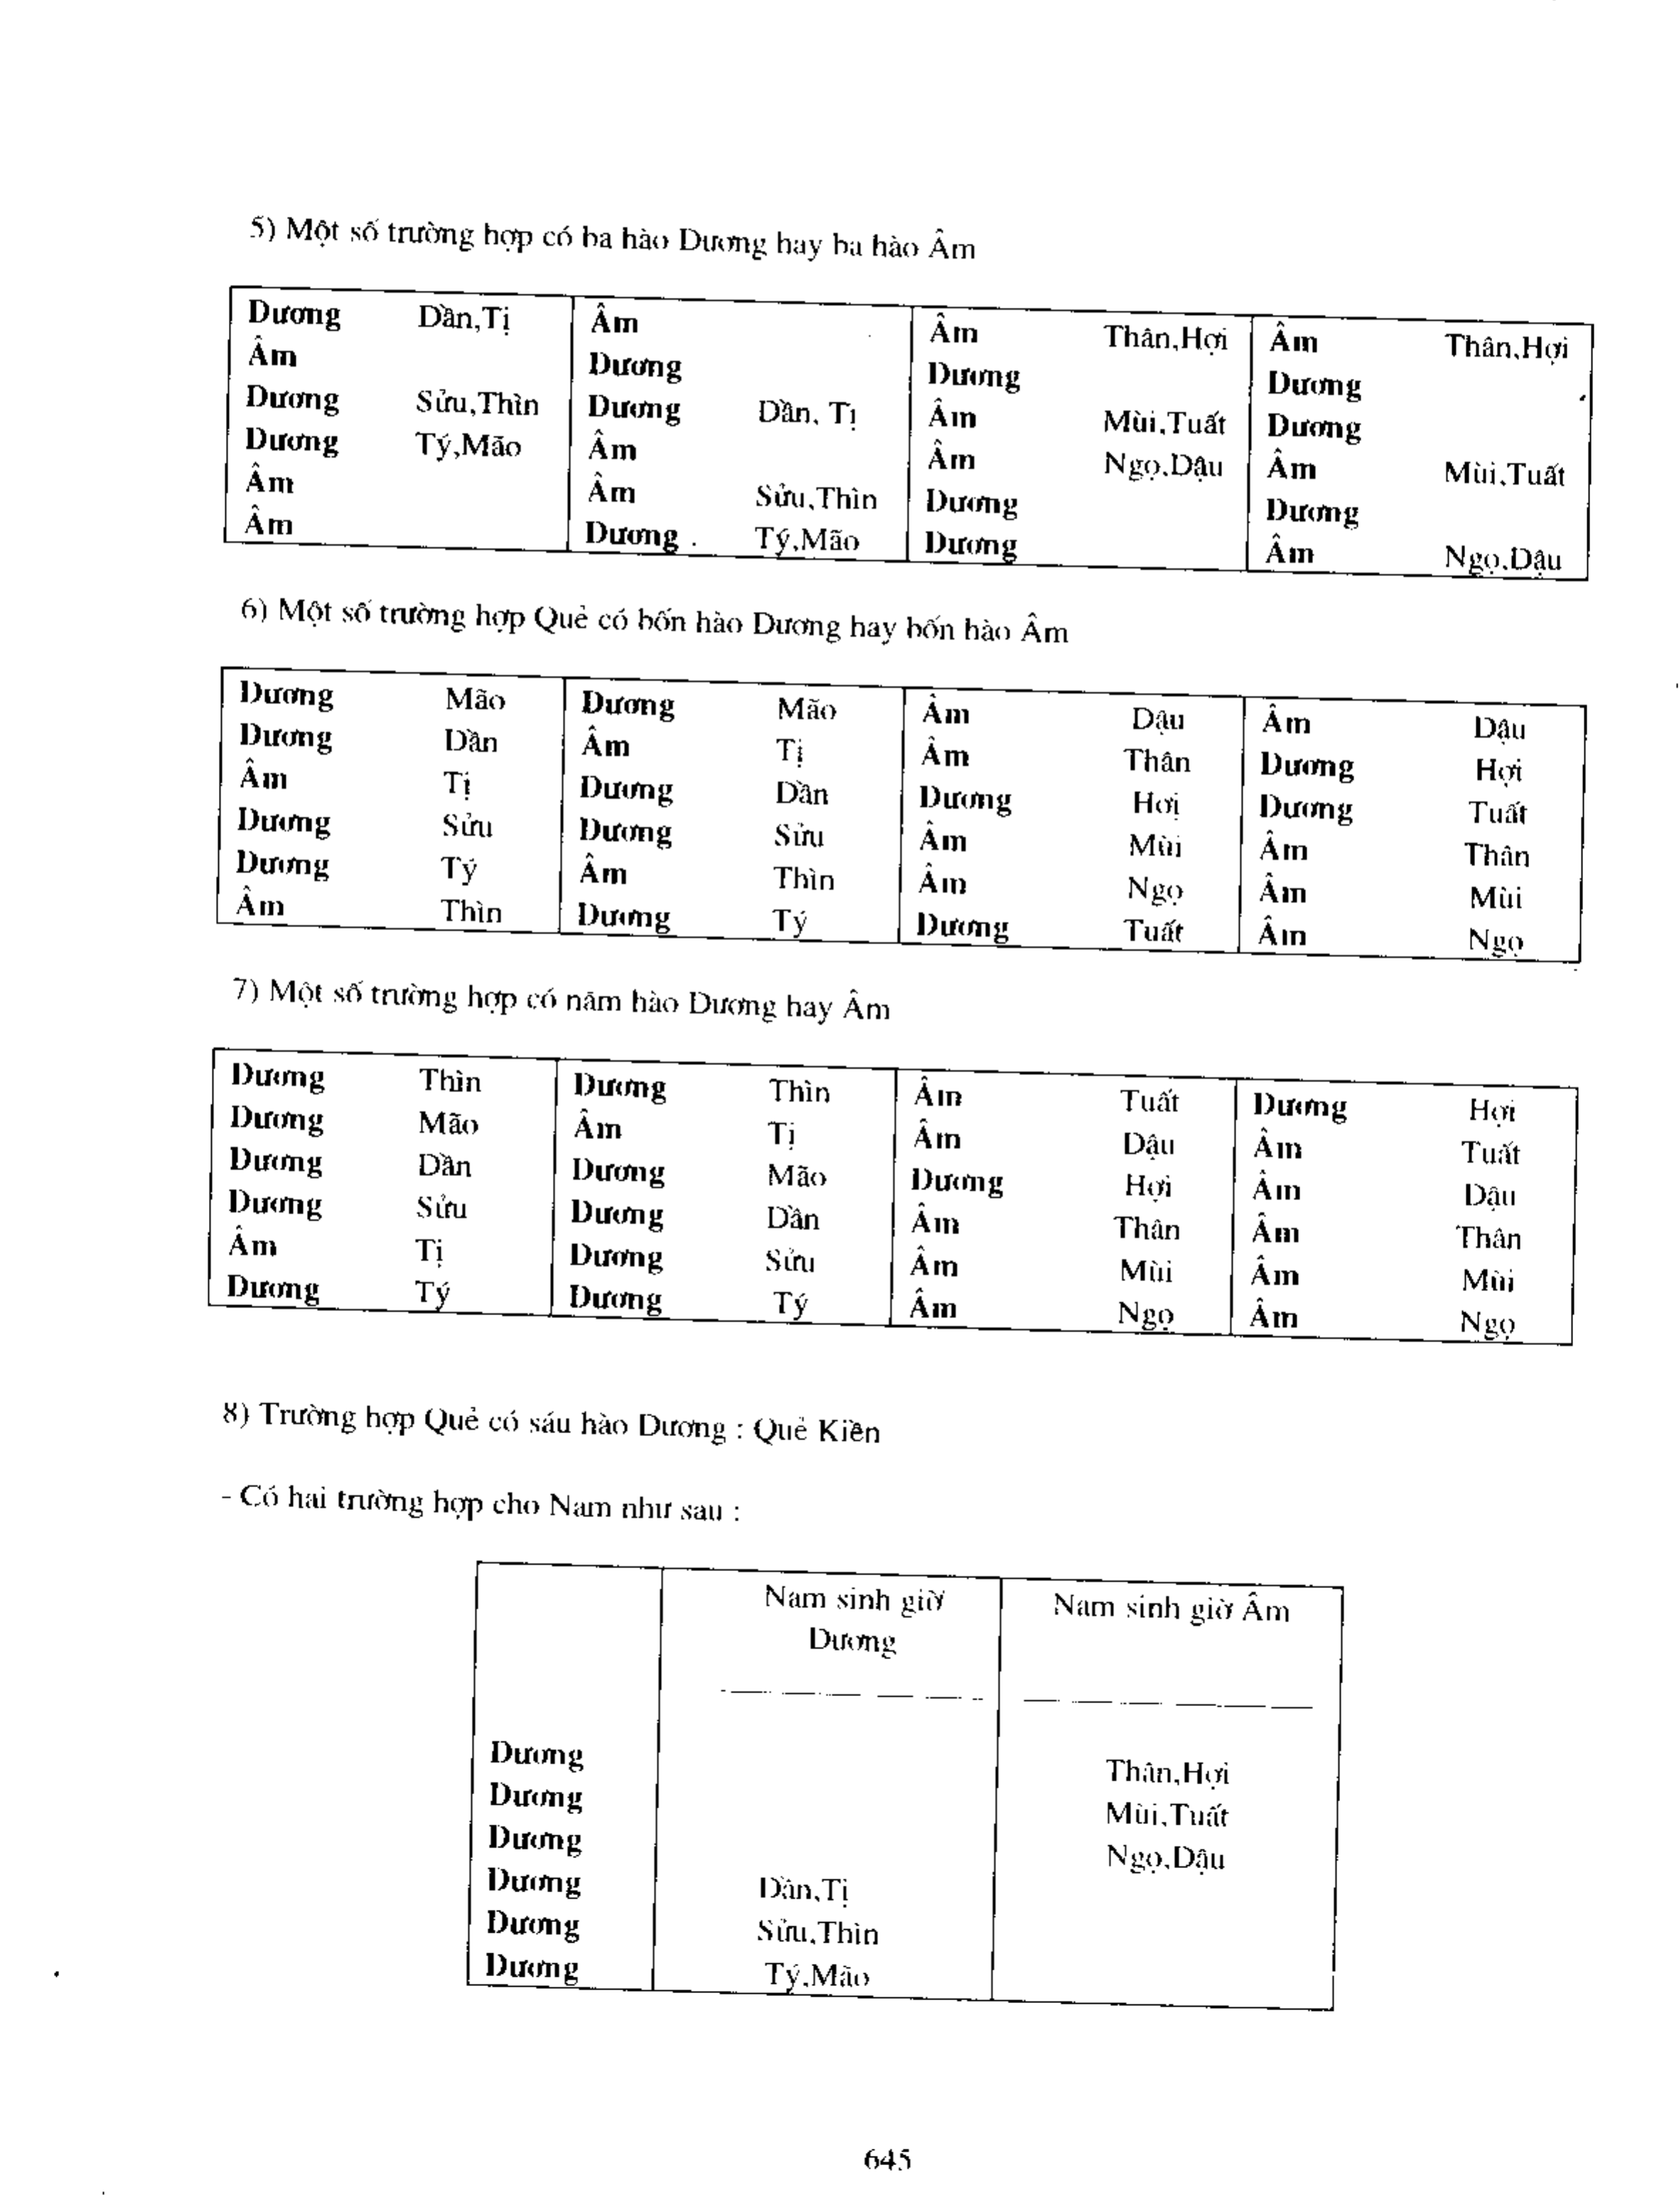 5) Một số trường hợp có ba hào Dương hay ba hào Âm
Dương Dần,Tị Âm Âm Thân,Hợi Âm Thân,Hợi
Âm Dương Dương Dương
Dương Sửu,Thìn Dương Dần, Tị Âm Mùi,Tuất Dương
Dương Tý,Mão Âm Âm Ngọ,Dậu Âm Mùi,Tuất
Âm Âm Sửu,Thìn Dương Dương
Âm Dương Tý,Mão Dương Âm Ngọ,Dậu
6) Một số trường hợp Quẻ có bốn hào Dương hay bốn hào Âm
Dương Mão Dương Mão Âm Dậu Âm Dậu
Dương Dần Âm Tị Âm Thân Dương Hợi
Âm Tị Dương Dần Dương Hợi Dương Tuất
Dương Sửu Dương Sửu Âm Mùi Âm Thân
Dương Tý Âm Thìn Âm Ngọ Âm Mùi
Âm Thìn Dương Tý Dương Tuất Âm Ngọ
7) Một số trường hợp có năm hào Dương hay Âm
Dương Thìn Dương Thìn Âm Tuất Dương Hợi
Dương Mão Âm Tị Âm Dậu Âm Tuất
Dương Dần Dương Mão Dương Hợi Âm Dậu
Dương Sửu Dương Dần Âm Thân Âm Thân
Âm Tị Dương Sửu Âm Mùi Âm Mùi
Dương Tý Dương Tý Âm Ngọ Âm Ngọ
8) Trường hợp Quẻ có sáu hào Dương : Quẻ Kiền
- Có hai trường hợp cho Nam như sau :
Nam sinh giờ Nam sinh giờ Âm
Dương
Dương Thân,Hợi
Dương Mùi,Tuất
Dương Ngọ,Dậu
Dương Dần,Tị
Dương Sửu,Thìn
Dương Tý,Mão
645